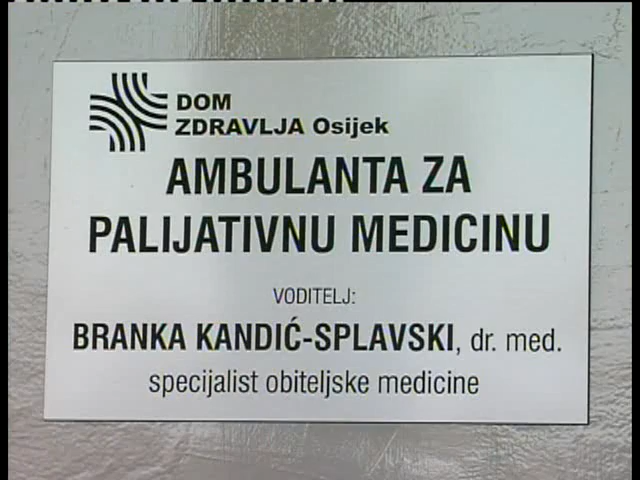 DOM
ZDRAVLJA Osijek
AMBULANTA ZA
PALIJATIVNU MEDICINU
VODITELJ:
BRANKA KANDIĆ-SPLAVSKI, dr. med.
specijalist obiteljske medicine